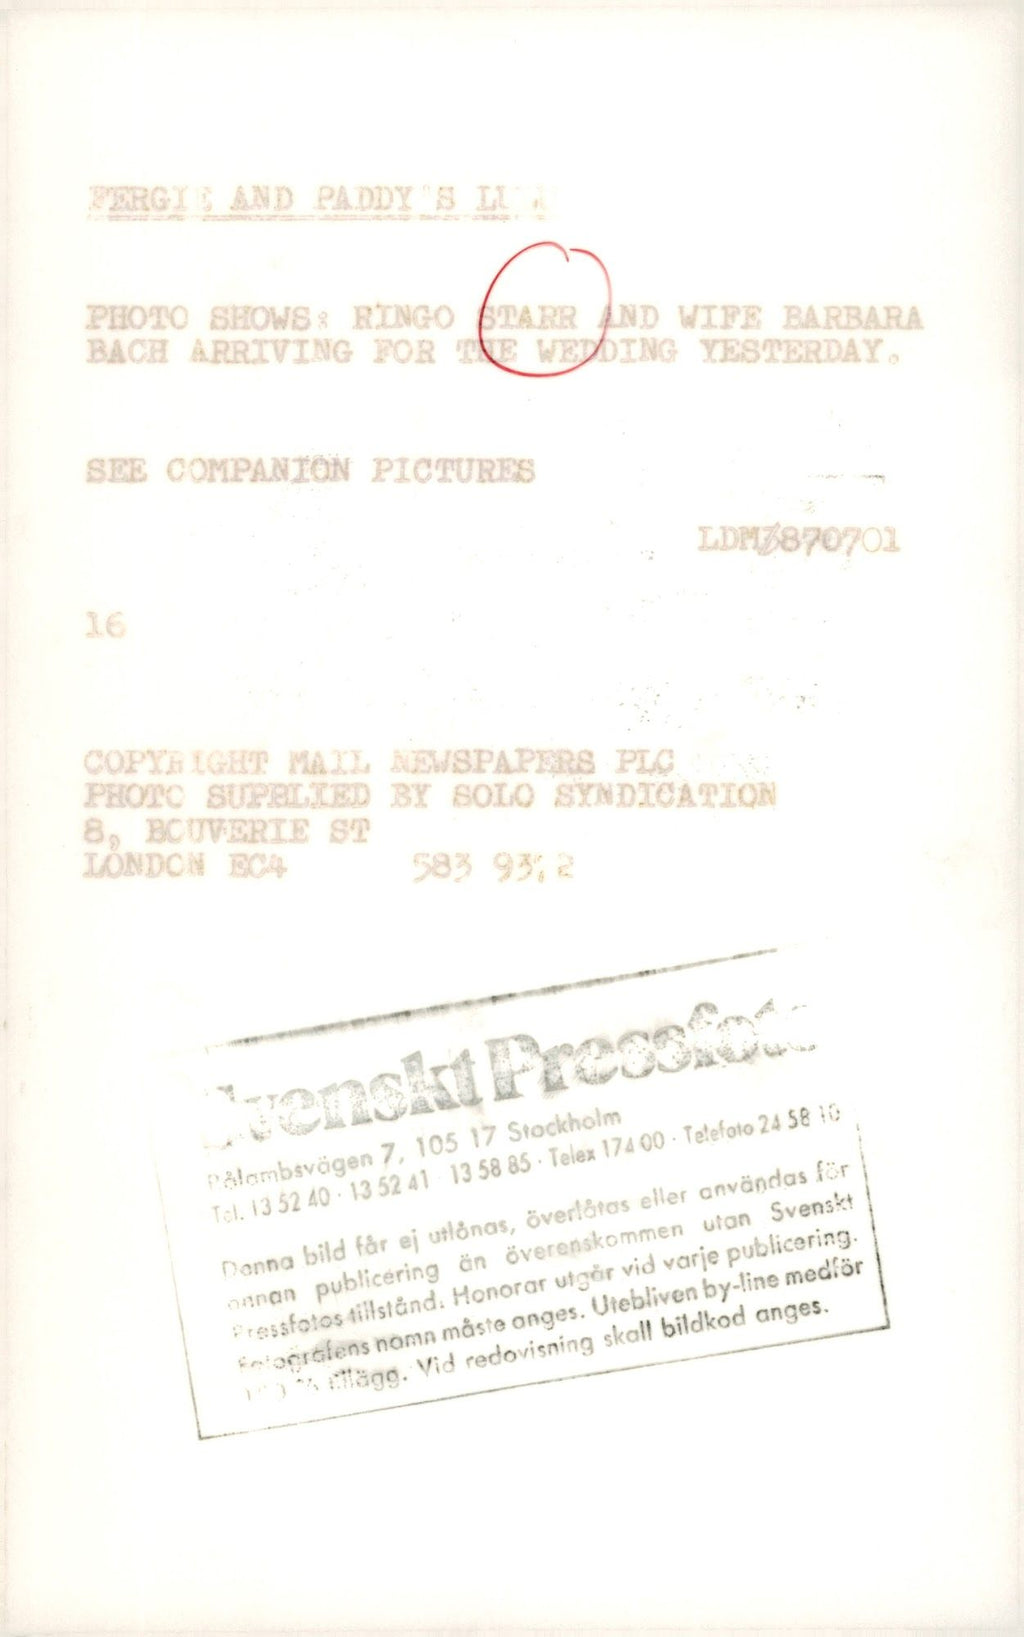 FERGIE AND PADDY'S
PHOTO SHOWS: RINGO STARR AND WIFE BARBARA
BACH ARRIVING FOR THE WEDDING YESTERDAY.
SEE COMPANION PICTURES
LDM/870701
16
COPYRIGHT MAIL NEWSPAPERS PLC
PHOTO SUPPLIED BY SOLO SYNDICATION
8, BOUVERIE ST
LONDON EC4 583
Svenskt Pressfoto
Rålambsvägen 7, 105 17 Stockholm
Tel. 13 52 40 · 13 52 41 · 13 58 85 · Telex 174 00 · Telefoto 24 58 10
Denna bild får ej utlånas, överlåtas eller användas för
annan publicering än överenskommen utan Svenskt
Pressfotos tillstånd. Honorar utgår vid varje publicering.
Fotografens namn måste anges. Utebliven by-line medför
tillägg. Vid redovisning skall bildkod anges.